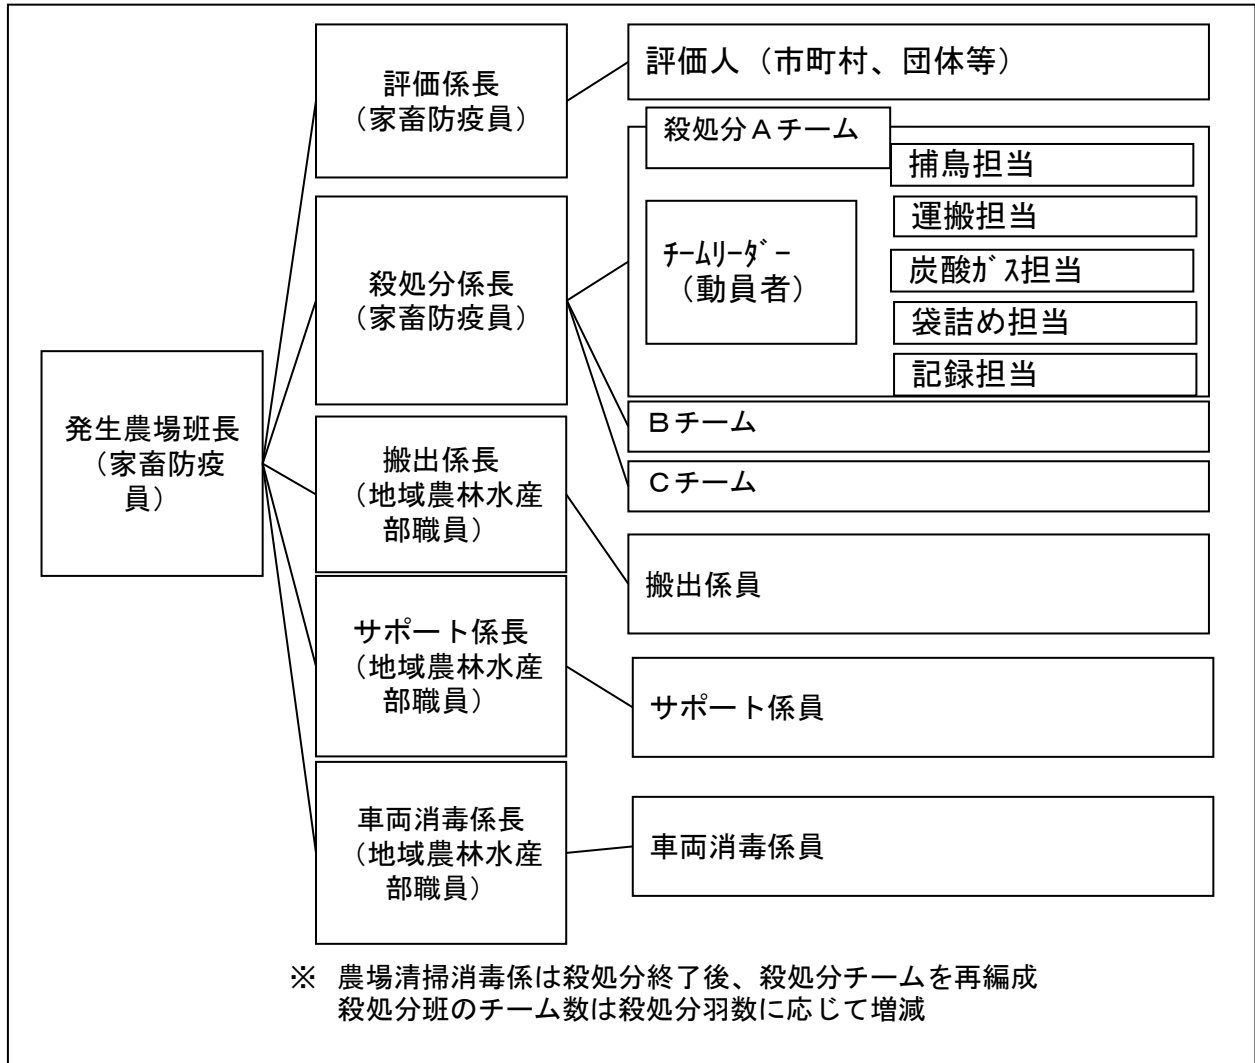 発生農場班長
（家畜防疫
員）
評価係長
（家畜防疫員）
評価人（市町村、団体等）
殺処分係長
（家畜防疫員）
殺処分Ａチーム
チームリーダー
（動員者）
捕鳥担当
運搬担当
炭酸ガス担当
袋詰め担当
記録担当
Ｂチーム
Ｃチーム
搬出係長
（地域農林水産
部職員）
搬出係員
サポート係長
（地域農林水産
部職員）
サポート係員
車両消毒係長
（地域農林水産
部職員）
車両消毒係員
※　農場清掃消毒係は殺処分終了後、殺処分チームを再編成
殺処分班のチーム数は殺処分羽数に応じて増減